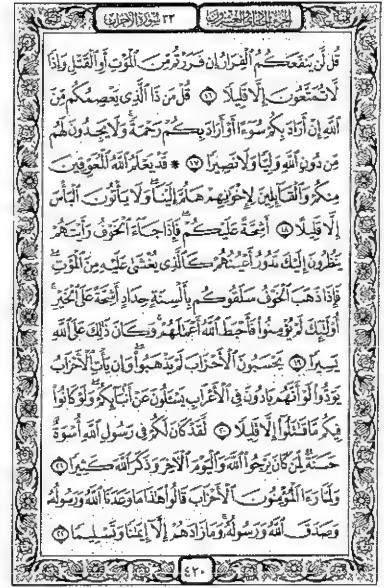 ٣٣ سورة الأحزاب
الجزء الحادي والعشرون
قُل لَّن يَنفَعَكُمُ ٱلْفِرَارُ إِن فَرَرْتُم مِّنَ ٱلْمَوْتِ أَوِ ٱلْقَتْلِ وَإِذًا
لَّا تُمَتَّعُونَ إِلَّا قَلِيلًا ١٦ قُلْ مَن ذَا ٱلَّذِى يَعْصِمُكُم مِّنَ
ٱللَّهِ إِنْ أَرَادَ بِكُمْ سُوٓءًا أَوْ أَرَادَ بِكُمْ رَحْمَةً ۚ وَلَا يَجِدُونَ لَهُم
مِّن دُونِ ٱللَّهِ وَلِيًّا وَلَا نَصِيرًا ١٧ * قَدْ يَعْلَمُ ٱللَّهُ ٱلْمُعَوِّقِينَ
مِنكُمْ وَٱلْقَآئِلِينَ لِإِخْوَٰنِهِمْ هَلُمَّ إِلَيْنَا ۖ وَلَا يَأْتُونَ ٱلْبَأْسَ
إِلَّا قَلِيلًا ١٨ أَشِحَّةً عَلَيْكُمْ ۖ فَإِذَا جَآءَ ٱلْخَوْفُ رَأَيْتَهُمْ
يَنظُرُونَ إِلَيْكَ تَدُورُ أَعْيُنُهُمْ كَٱلَّذِى يُغْشَىٰ عَلَيْهِ مِنَ ٱلْمَوْتِ ۖ
فَإِذَا ذَهَبَ ٱلْخَوْفُ سَلَقُوكُم بِأَلْسِنَةٍ حِدَادٍ أَشِحَّةً عَلَى ٱلْخَيْرِ ۚ
أُو۟لَٰٓئِكَ لَمْ يُؤْمِنُوا۟ فَأَحْبَطَ ٱللَّهُ أَعْمَٰلَهُمْ ۚ وَكَانَ ذَٰلِكَ عَلَى ٱللَّهِ
يَسِيرًا ١٩ يَحْسَبُونَ ٱلْأَحْزَابَ لَمْ يَذْهَبُوا۟ ۖ وَإِن يَأْتِ ٱلْأَحْزَابُ
يَوَدُّوا۟ لَوْ أَنَّهُم بَادُونَ فِى ٱلْأَعْرَابِ يَسْـَٔلُونَ عَنْ أَنۢبَآئِكُمْ ۖ وَلَوْ كَانُوا۟
فِيكُم مَّا قَٰتَلُوٓا۟ إِلَّا قَلِيلًا ٢٠ لَّقَدْ كَانَ لَكُمْ فِى رَسُولِ ٱللَّهِ أُسْوَةٌ
حَسَنَةٌ لِّمَن كَانَ يَرْجُوا۟ ٱللَّهَ وَٱلْيَوْمَ ٱلْـَٔاخِرَ وَذَكَرَ ٱللَّهَ كَثِيرًا ٢١
وَلَمَّا رَءَا ٱلْمُؤْمِنُونَ ٱلْأَحْزَابَ قَالُوا۟ هَٰذَا مَا وَعَدَنَا ٱللَّهُ وَرَسُولُهُۥ
وَصَدَقَ ٱللَّهُ وَرَسُولُهُۥ ۚ وَمَا زَادَهُمْ إِلَّآ إِيمَٰنًا وَتَسْلِيمًا ٢٢
٤٢٠